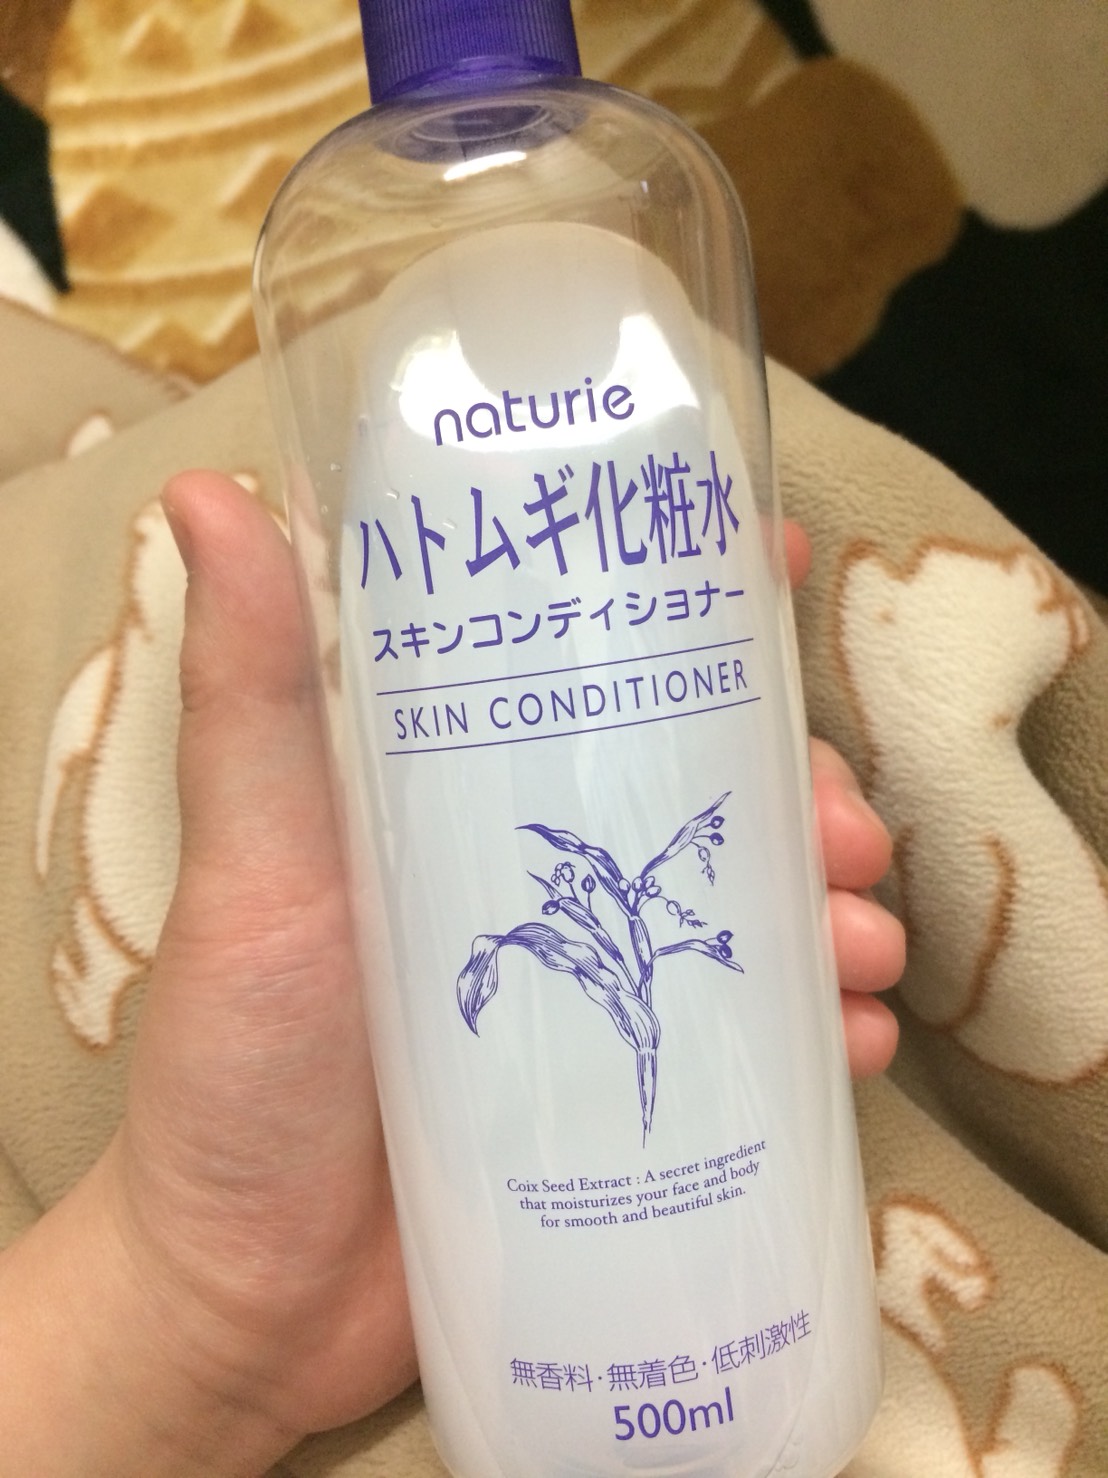 naturie
ハトムギ化粧水
スキンコンディショナー
SKIN CONDITIONER
Coix Seed Extract : A secret ingredient
that moisturizes your face and body
for smooth and beautiful skin.
無香料・無着色・低刺激性
500ml